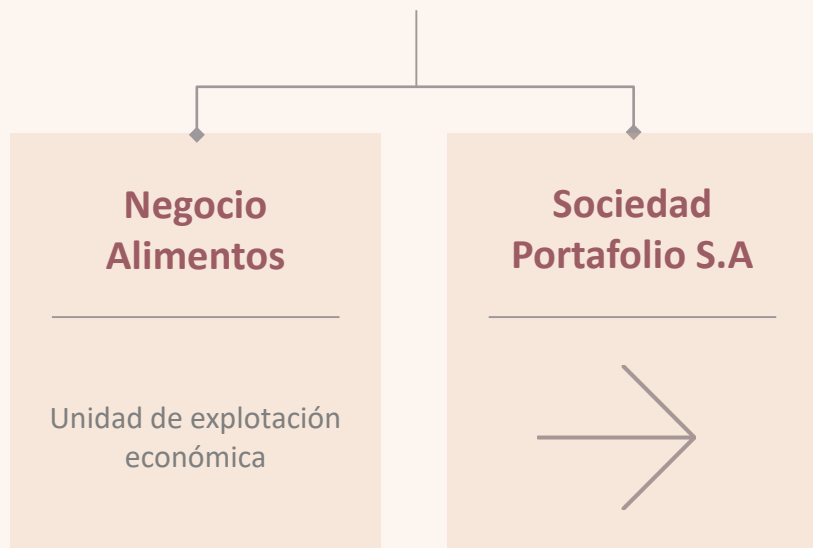 Negocio
Alimentos
Unidad de explotación
económica
Sociedad
Portafolio S.A